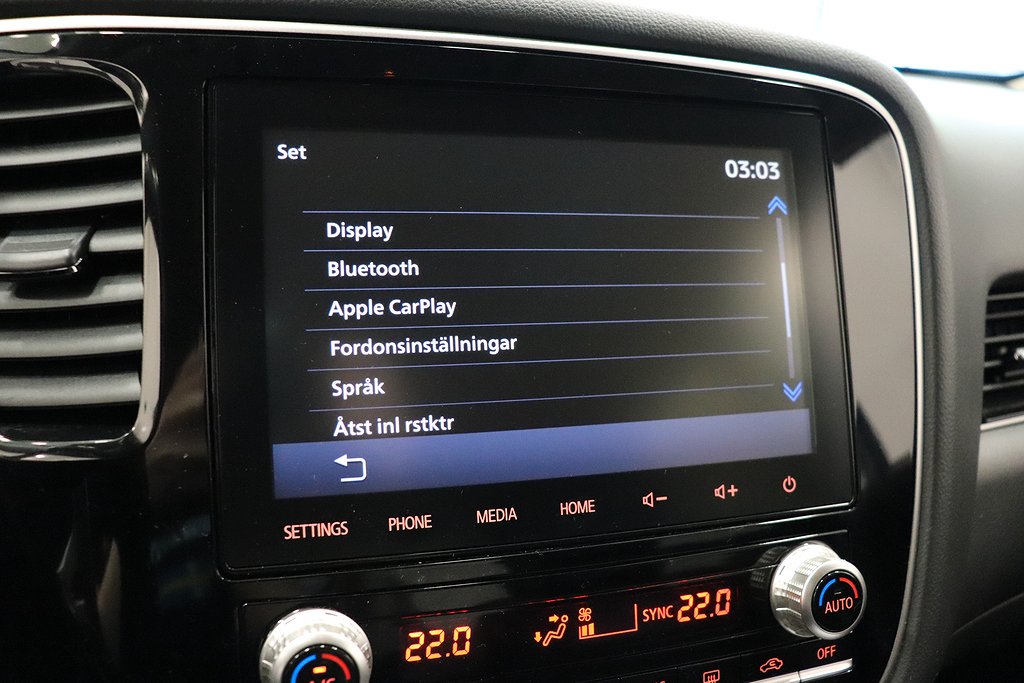 Set
03:03
Display
Bluetooth
Apple CarPlay
Fordonsinställningar
Språk
Åtst inl rstktr
SETTINGS PHONE MEDIA HOME
22.0 SYNC 22.0 AUTO
OFF